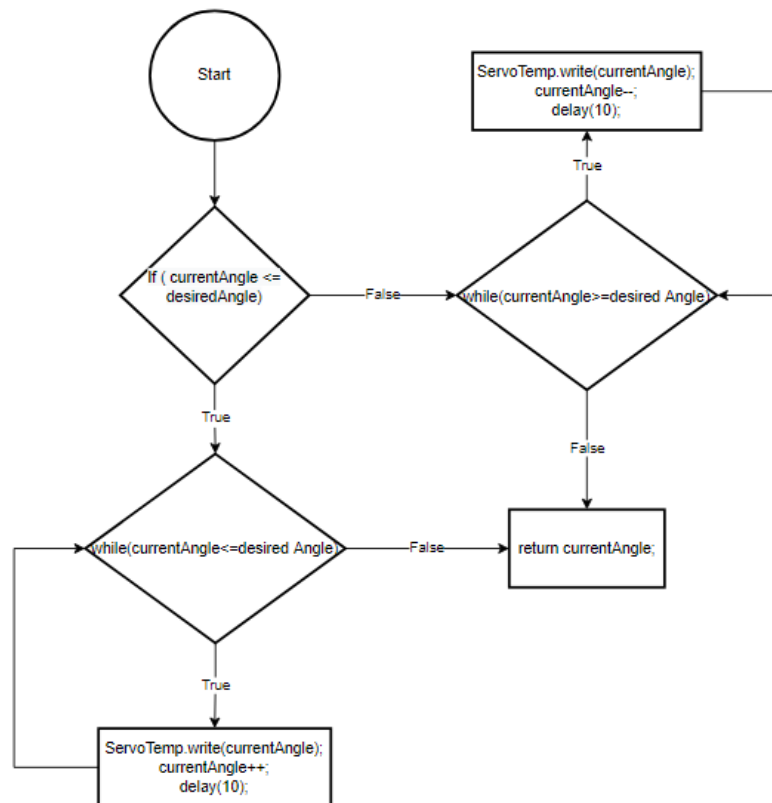 Start
ServoTemp.write(currentAngle);
currentAngle--;
delay(10);
True
If ( currentAngle <=
desiredAngle)
False
while(currentAngle>=desired Angle)
True
False
while(currentAngle<=desired Angle)
False
return currentAngle;
True
ServoTemp.write(currentAngle);
currentAngle++;
delay(10);